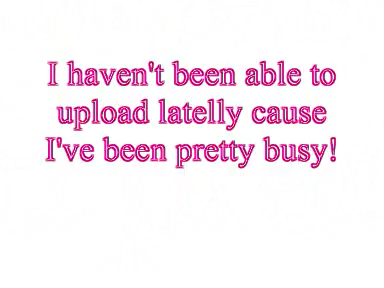 I haven't been able to
upload latelly cause
I've been pretty busy!